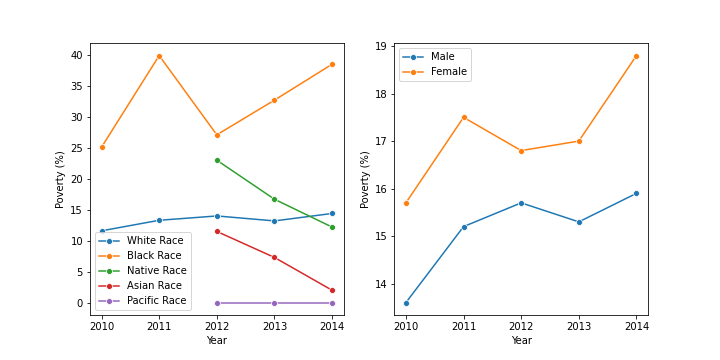 40
35
30
25
20
15
10
5
0
Poverty (%)
White Race
Black Race
Native Race
Asian Race
Pacific Race
2010 2011 2012 2013 2014
Year
19
18
17
16
15
14
Poverty (%)
Male
Female
2010 2011 2012 2013 2014
Year